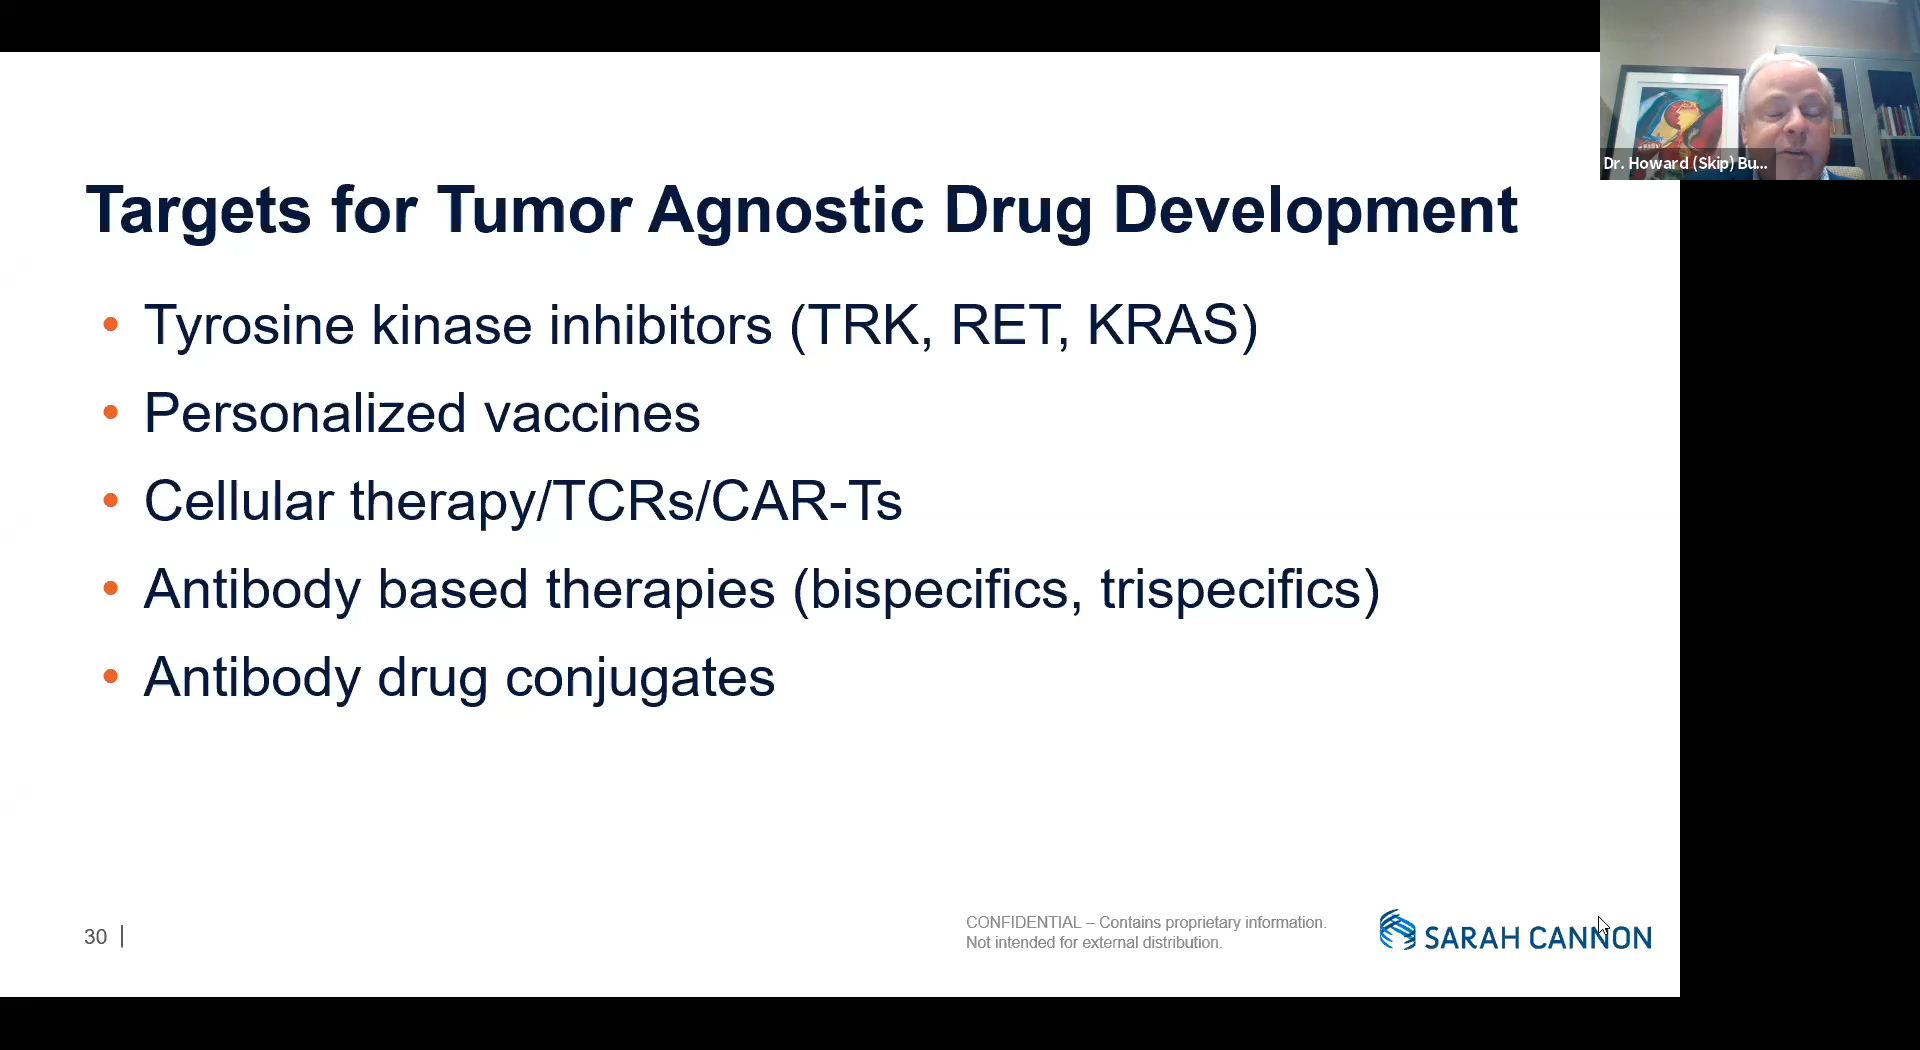 Dr. Howard (Skip) Bu...
Targets for Tumor Agnostic Drug Development
• Tyrosine kinase inhibitors (TRK, RET, KRAS)
• Personalized vaccines
• Cellular therapy/TCRs/CAR-Ts
• Antibody based therapies (bispecifics, trispecifics)
• Antibody drug conjugates
30 |
CONFIDENTIAL – Contains proprietary information.
Not intended for external distribution.
SARAH CANNON